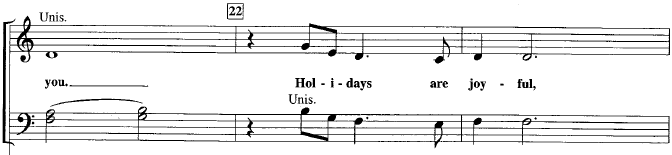 Unis.
22
you. Hol - i - days are joy - ful,
Unis.